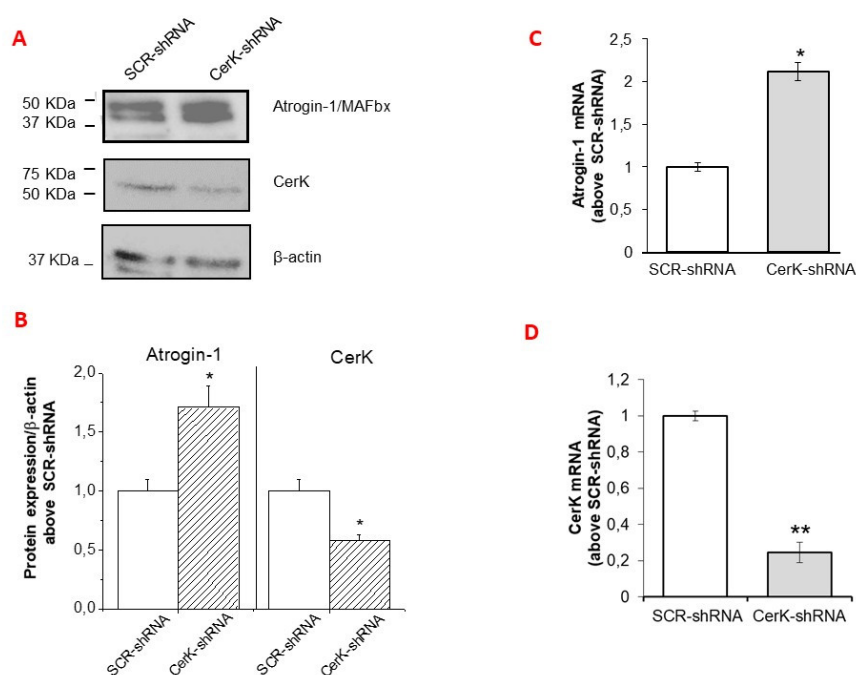 A
SCR-shRNA
CerK-shRNA
50 KDa
37 KDa
Atrogin-1/MAFbx
75 KDa
50 KDa
CerK
37 KDa
β-actin
B
Protein expression/β-actin
above SCR-shRNA
Atrogin-1
CerK
2,0
*
1,5
1,0
*
0,5
0,0
SCR-shRNA
CerK-shRNA
SCR-shRNA
CerK-shRNA
C
Atrogin-1 mRNA
(above SCR-shRNA)
2,5
*
2
1,5
1
0,5
0
SCR-shRNA
CerK-shRNA
D
CerK mRNA
(above SCR-shRNA)
1,2
1
0,8
0,6
0,4
**
0,2
0
SCR-shRNA
CerK-shRNA